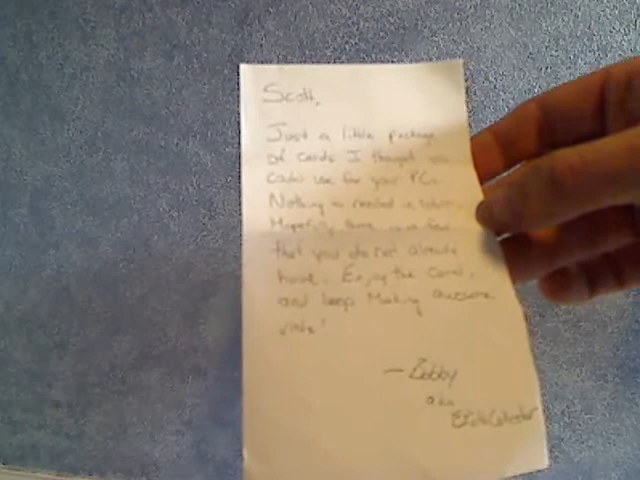 Scott,
Just a little package
of cards I thought you
could use for your PCs.
Nothing is needed in return.
Hopefully there is a few
that you do not already
have. Enjoy the cards,
and keep making awesome
vids!
— Bobby
aka